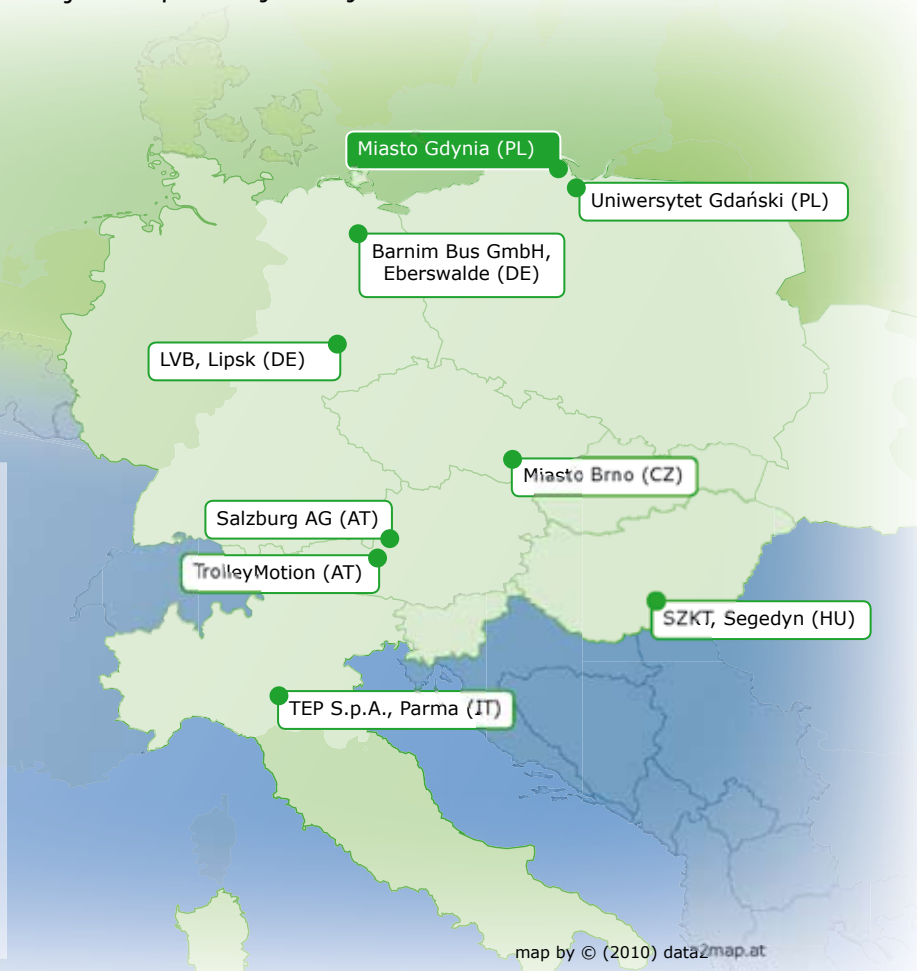 Miasto Gdynia (PL)
Uniwersytet Gdański (PL)
Barnim Bus GmbH,
Eberswalde (DE)
LVB, Lipsk (DE)
Miasto Brno (CZ)
Salzburg AG (AT)
TrolleyMotion (AT)
SZKT, Segedyn (HU)
TEP S.p.A., Parma (IT)
map by © (2010) data2map.at